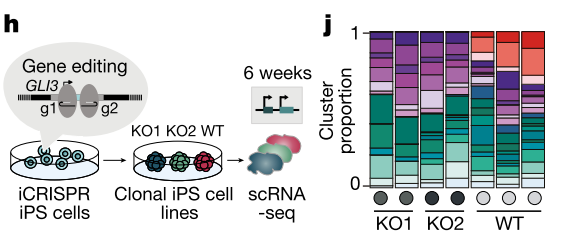 h
Gene editing
GLI3
g1 g2
6 weeks
KO1 KO2 WT
iCRISPR
iPS cells
Clonal iPS cell
lines
scRNA
-seq
j
Cluster
proportion
1
0
KO1 KO2 WT